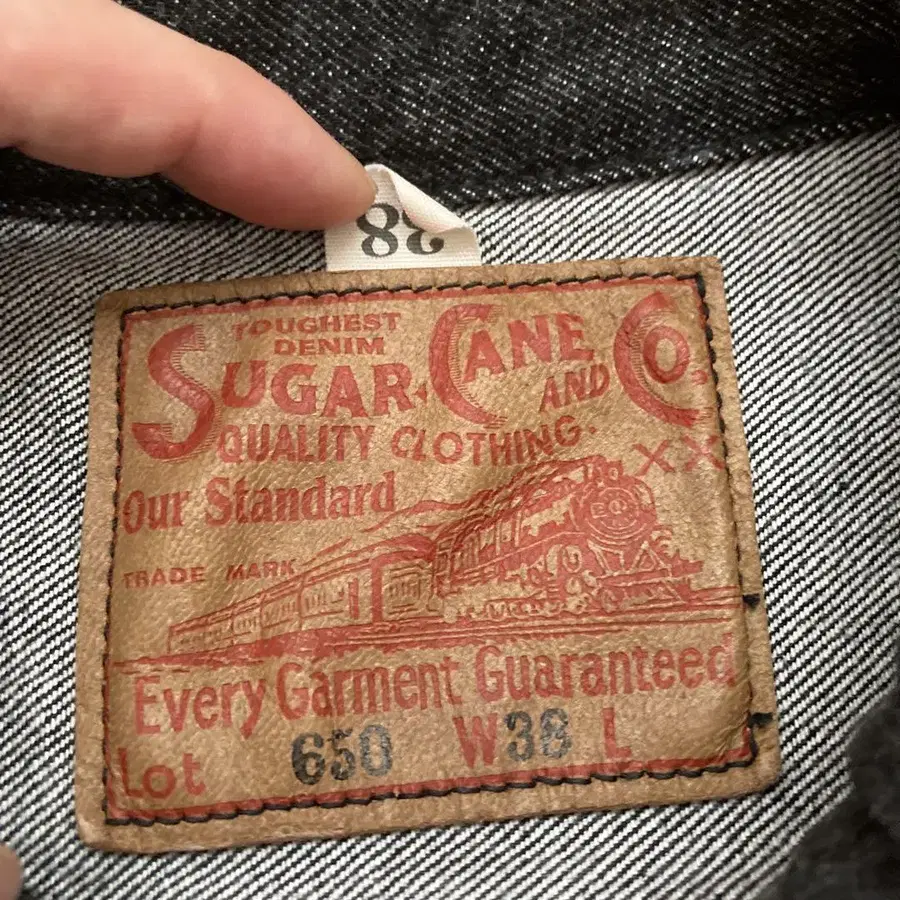 38
TOUGHEST
DENIM
SUGAR CANE AND CO.
QUALITY CLOTHING.
XX
Our Standard
TRADE MARK
Every Garment Guaranteed
Lot 650 W38 L